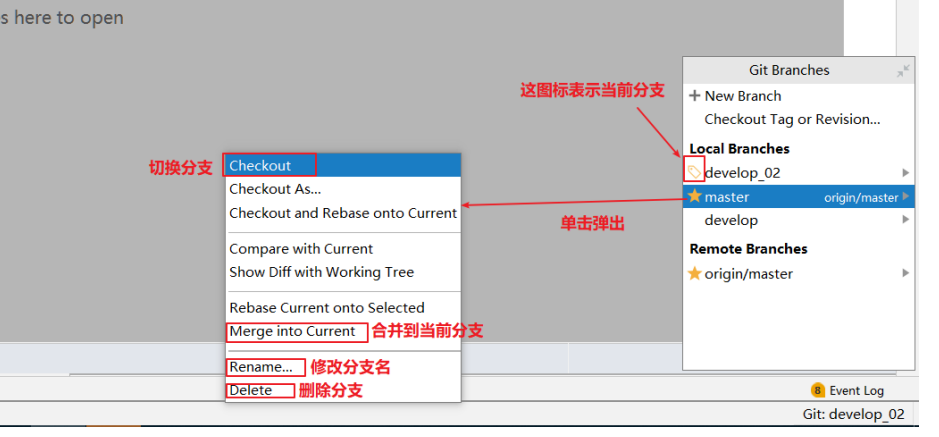 s here to open
Git Branches
这图标表示当前分支
+ New Branch
Checkout Tag or Revision...
Local Branches
切换分支
Checkout
develop_02
Checkout As...
master origin/master
Checkout and Rebase onto Current
单击弹出
develop
Compare with Current
Remote Branches
Show Diff with Working Tree
origin/master
Rebase Current onto Selected
Merge into Current 合并到当前分支
Rename... 修改分支名
Delete 删除分支
8 Event Log
Git: develop_02